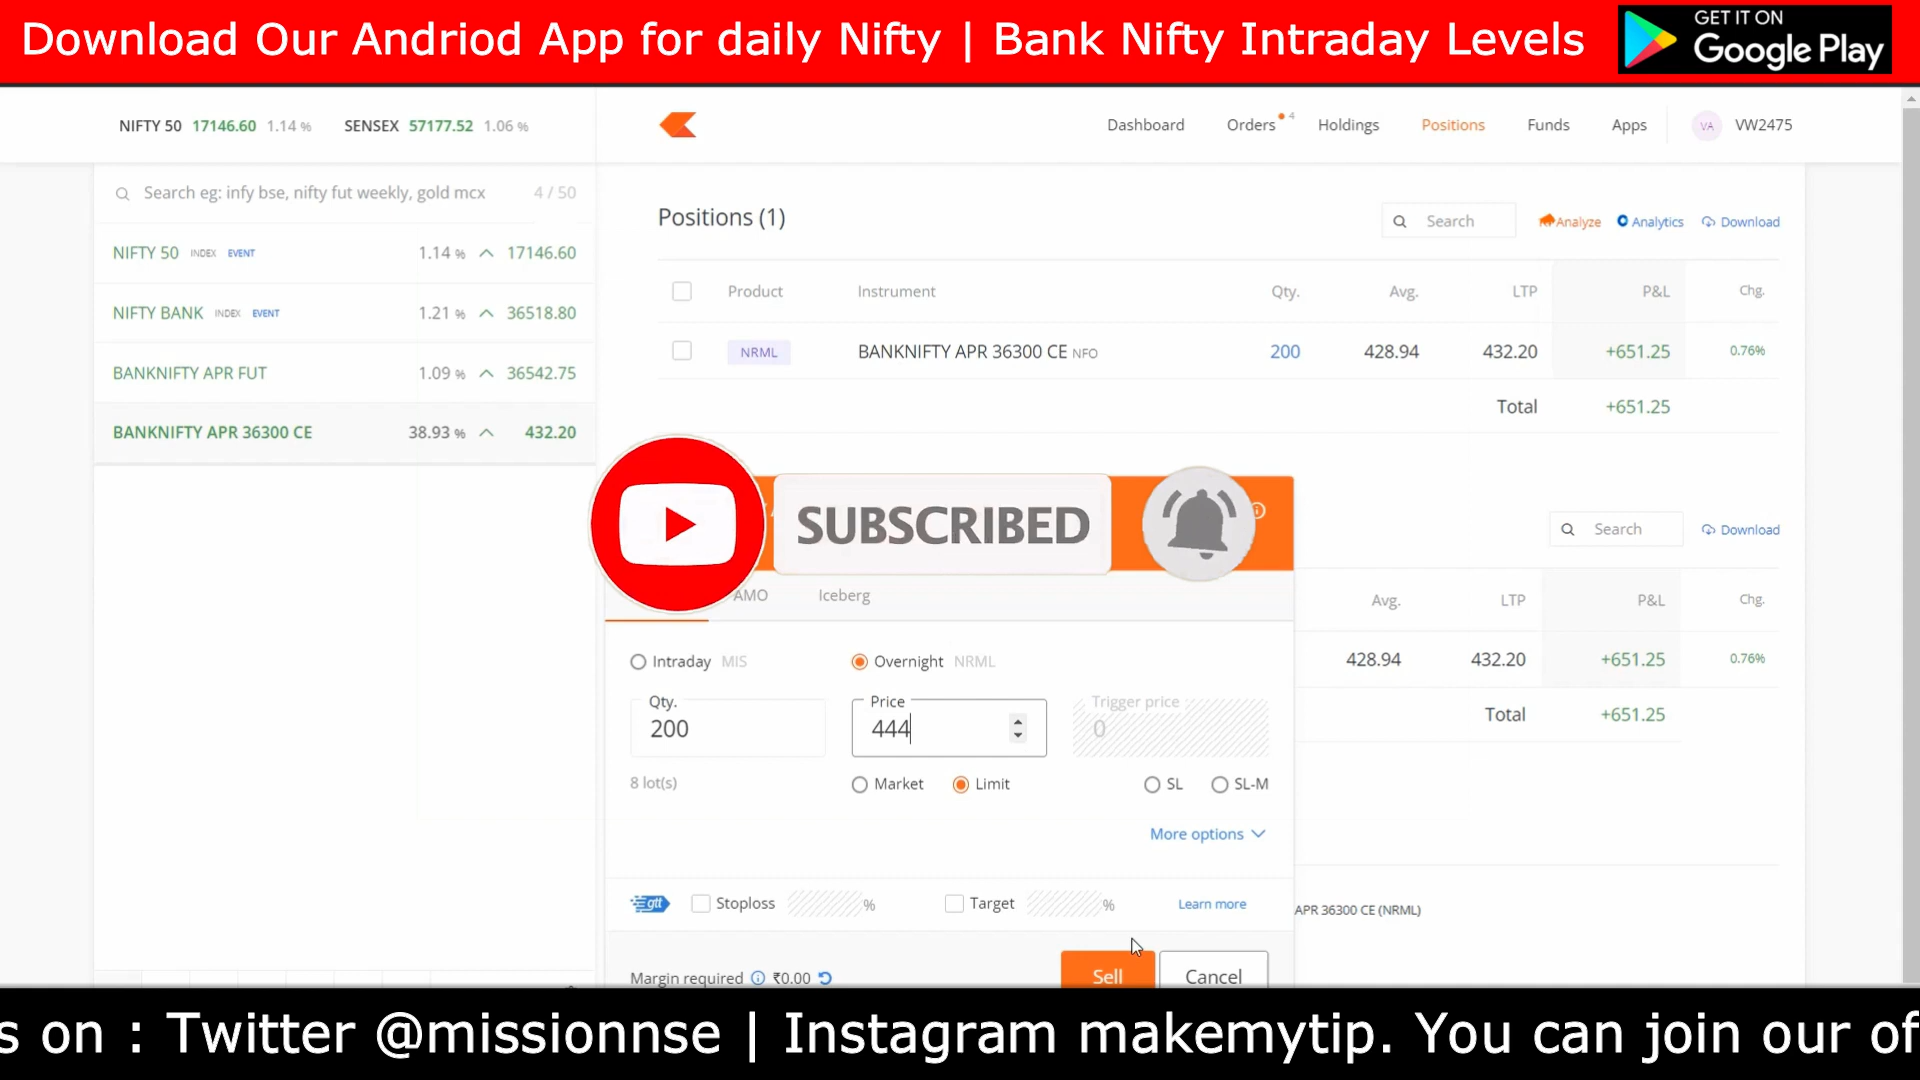 Download Our Andriod App for daily Nifty | Bank Nifty Intraday Levels
GET IT ON
Google Play
NIFTY 50 17146.60 1.14 % SENSEX 57177.52 1.06 %
Dashboard Orders 4 Holdings Positions Funds Apps VA VW2475
Search eg: infy bse, nifty fut weekly, gold mcx 4 / 50
NIFTY 50 INDEX EVENT 1.14 % 17146.60
NIFTY BANK INDEX EVENT 1.21 % 36518.80
BANKNIFTY APR FUT 1.09 % 36542.75
BANKNIFTY APR 36300 CE 38.93 % 432.20
Positions (1) Search Analyze Analytics Download
Product Instrument Qty. Avg. LTP P&L Chg.
NRML BANKNIFTY APR 36300 CE NFO 200 428.94 432.20 +651.25 0.76%
Total +651.25
SUBSCRIBED
Search Download
AMO Iceberg
Avg. LTP P&L Chg.
Intraday MIS Overnight NRML
428.94 432.20 +651.25 0.76%
Qty. Price Trigger price
200 444 0
Total +651.25
8 lot(s) Market Limit SL SL-M
More options
gtt Stoploss % Target % Learn more
APR 36300 CE (NRML)
Margin required ₹0.00 Sell Cancel
s on : Twitter @missionnse | Instagram makemytip. You can join our of